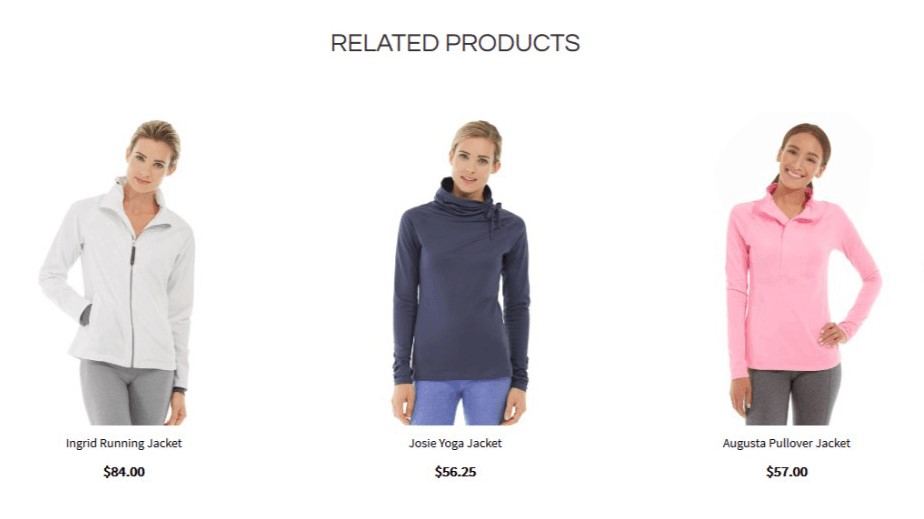 RELATED PRODUCTS
Ingrid Running Jacket
$84.00
Josie Yoga Jacket
$56.25
Augusta Pullover Jacket
$57.00